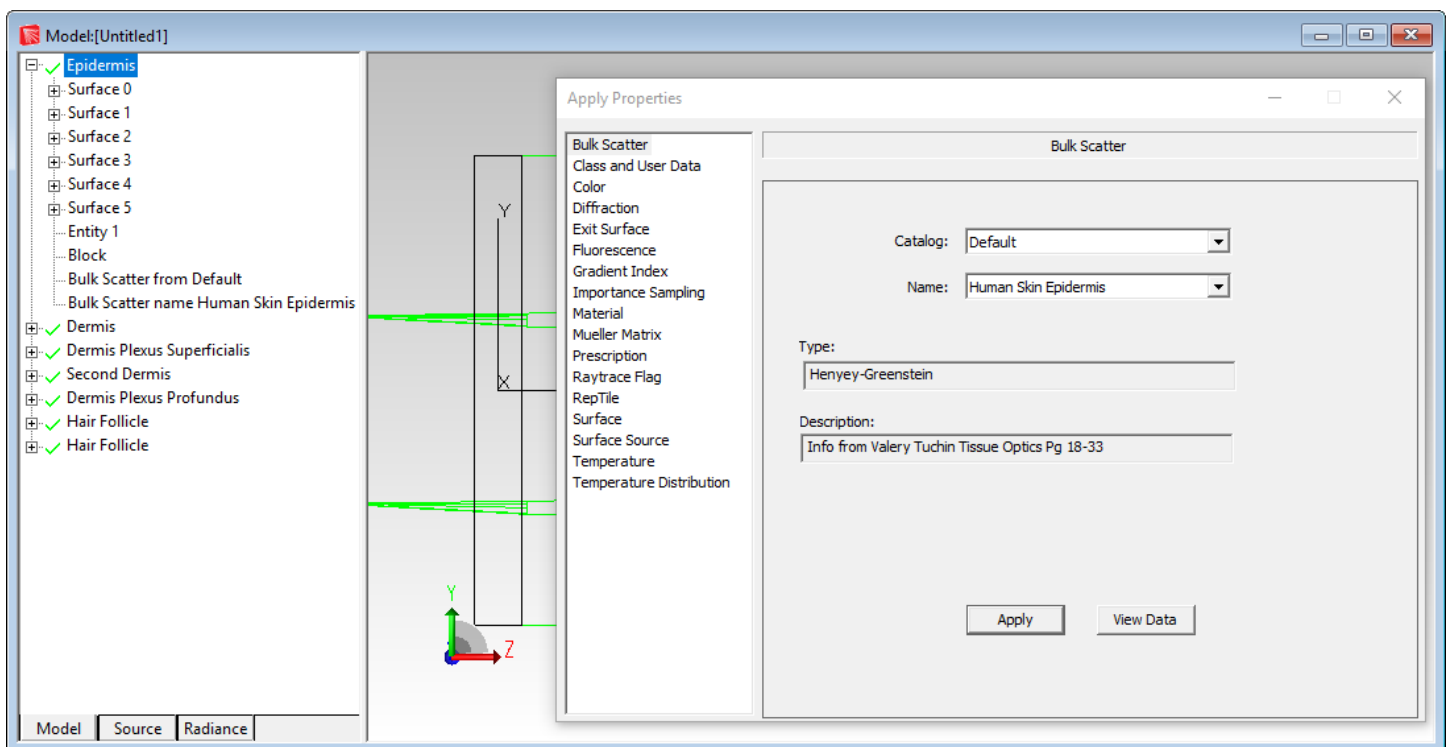 Model:[Untitled1]
Epidermis
Surface 0
Surface 1
Surface 2
Surface 3
Surface 4
Surface 5
Entity 1
Block
Bulk Scatter from Default
Bulk Scatter name Human Skin Epidermis
Dermis
Dermis Plexus Superficialis
Second Dermis
Dermis Plexus Profundus
Hair Follicle
Hair Follicle
Model
Source
Radiance
Y
X
Y
Z
Apply Properties
Bulk Scatter
Class and User Data
Color
Diffraction
Exit Surface
Fluorescence
Gradient Index
Importance Sampling
Material
Mueller Matrix
Prescription
Raytrace Flag
RepTile
Surface
Surface Source
Temperature
Temperature Distribution
Bulk Scatter
Catalog: Default
Name: Human Skin Epidermis
Type:
Henyey-Greenstein
Description:
Info from Valery Tuchin Tissue Optics Pg 18-33
Apply
View Data